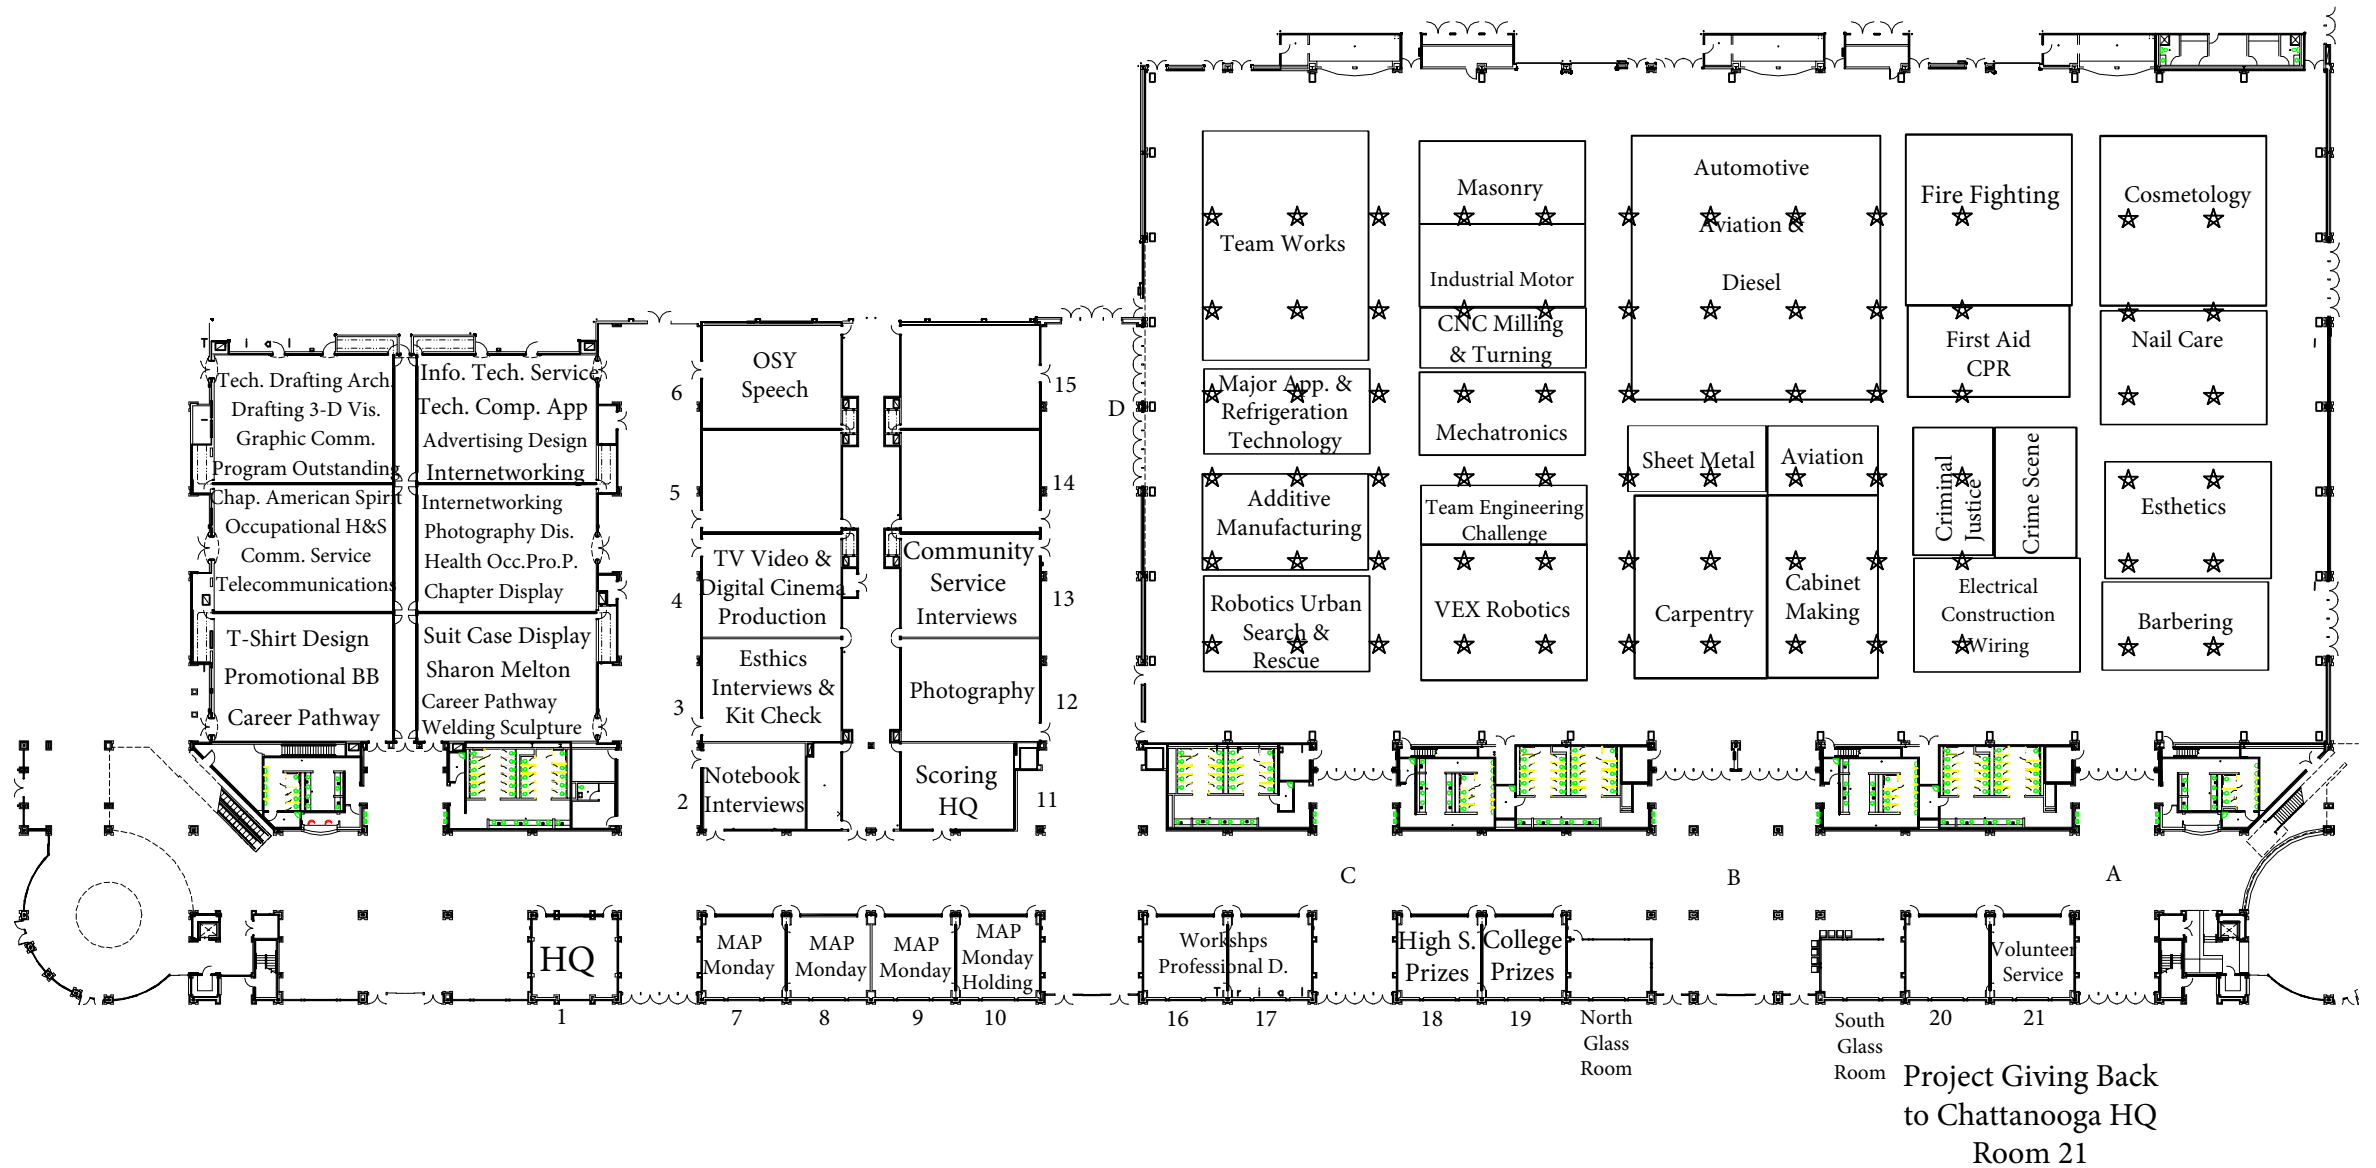 Tech. Drafting Arch.
Drafting 3-D Vis.
Graphic Comm.
Program Outstanding
Chap. American Spirit
Occupational H&S
Comm. Service
Telecommunications
T-Shirt Design
Promotional BB
Career Pathway
Info. Tech. Service
Tech. Comp. App
Advertising Design
Internetworking
Internetworking
Photography Dis.
Health Occ.Pro.P.
Chapter Display
Suit Case Display
Sharon Melton
Career Pathway
Welding Sculpture
T i a l
6
OSY
Speech
5
4
TV Video &
Digital Cinema
Production
3
Esthics
Interviews &
Kit Check
2
Notebook
Interviews
15
14
Community
Service
Interviews
13
Photography
12
Scoring
HQ
11
D
Team Works
Major App. &
Refrigeration
Technology
Additive
Manufacturing
Robotics Urban
Search &
Rescue
Masonry
Industrial Motor
CNC Milling
& Turning
Mechatronics
Team Engineering
Challenge
VEX Robotics
Automotive
Aviation &
Diesel
Sheet Metal
Aviation
Carpentry
Cabinet
Making
Fire Fighting
First Aid
CPR
Criminal
Justice
Crime Scene
Electrical
Construction
Wiring
Cosmetology
Nail Care
Esthetics
Barbering
C
B
A
HQ
1
MAP
Monday
7
MAP
Monday
8
MAP
Monday
9
MAP
Monday
Holding
10
Workshps
Professional D.
T r i a l
16
17
High S.
Prizes
18
College
Prizes
19
North
Glass
Room
South
Glass
Room
20
Volunteer
Service
21
Project Giving Back
to Chattanooga HQ
Room 21